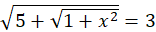 √(5 + √(1 + x²)) = 3